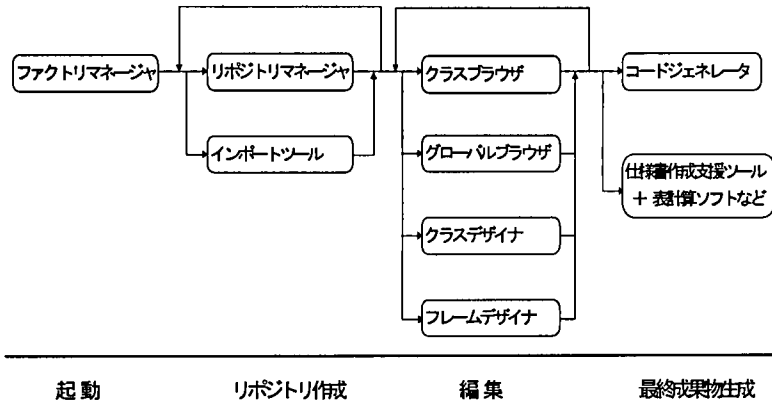 ファクトリマネージャ
リポジトリマネージャ
クラスブラウザ
コードジェネレータ
インポートツール
グローバルブラウザ
仕様書作成支援ツール
＋ 表計算ソフトなど
クラスデザイナ
フレームデザイナ
起動
リポジトリ作成
編集
最終成果物生成